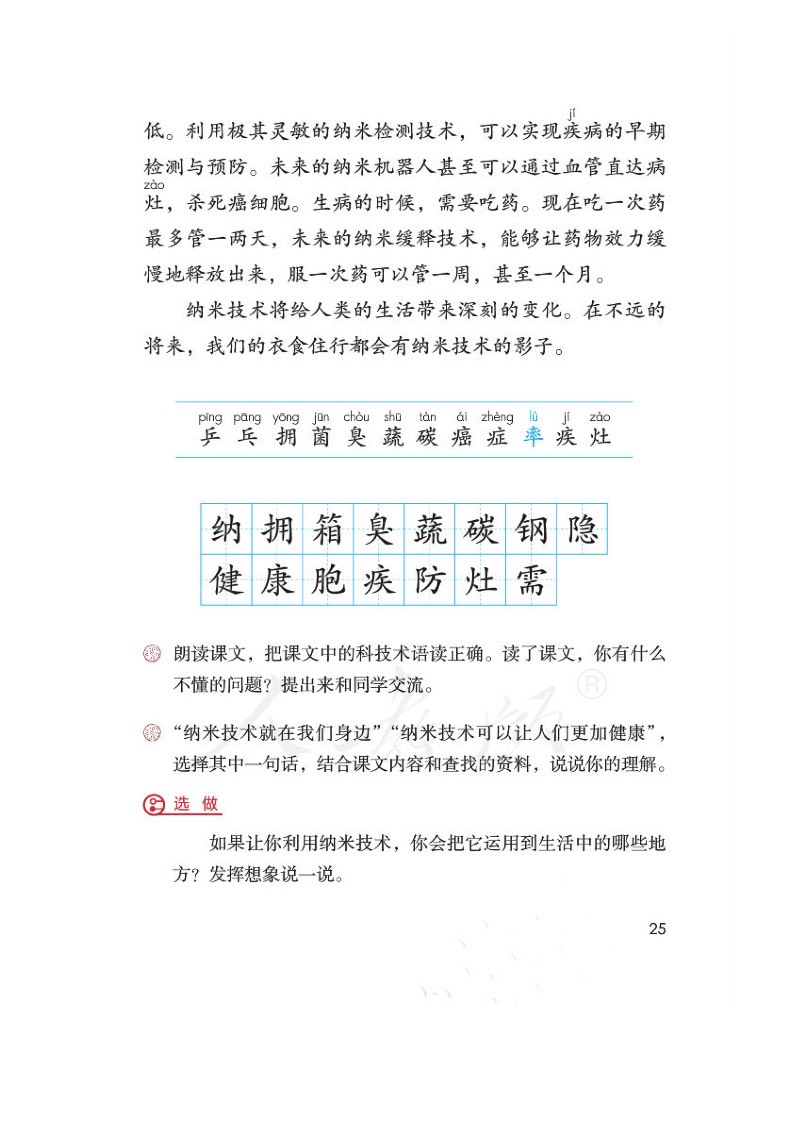 jí
低。利用极其灵敏的纳米检测技术，可以实现疾病的早期
检测与预防。未来的纳米机器人甚至可以通过血管直达病
zào
灶，杀死癌细胞。生病的时候，需要吃药。现在吃一次药
最多管一两天，未来的纳米缓释技术，能够让药物效力缓
慢地释放出来，服一次药可以管一周，甚至一个月。
纳米技术将给人类的生活带来深刻的变化。在不远的
将来，我们的衣食住行都会有纳米技术的影子。
pīng pāng yōng jūn chòu shū tàn ái zhèng lǜ jí zào
乒 乓 拥 菌 臭 蔬 碳 癌 症 率 疾 灶
纳 拥 箱 臭 蔬 碳 钢 隐
健 康 胞 疾 防 灶 需
朗读课文，把课文中的科技术语读正确。读了课文，你有什么
不懂的问题？提出来和同学交流。
“纳米技术就在我们身边”“纳米技术可以让人们更加健康”，
选择其中一句话，结合课文内容和查找的资料，说说你的理解。
选 做
如果让你利用纳米技术，你会把它运用到生活中的哪些地
方？发挥想象说一说。
25
人教领®